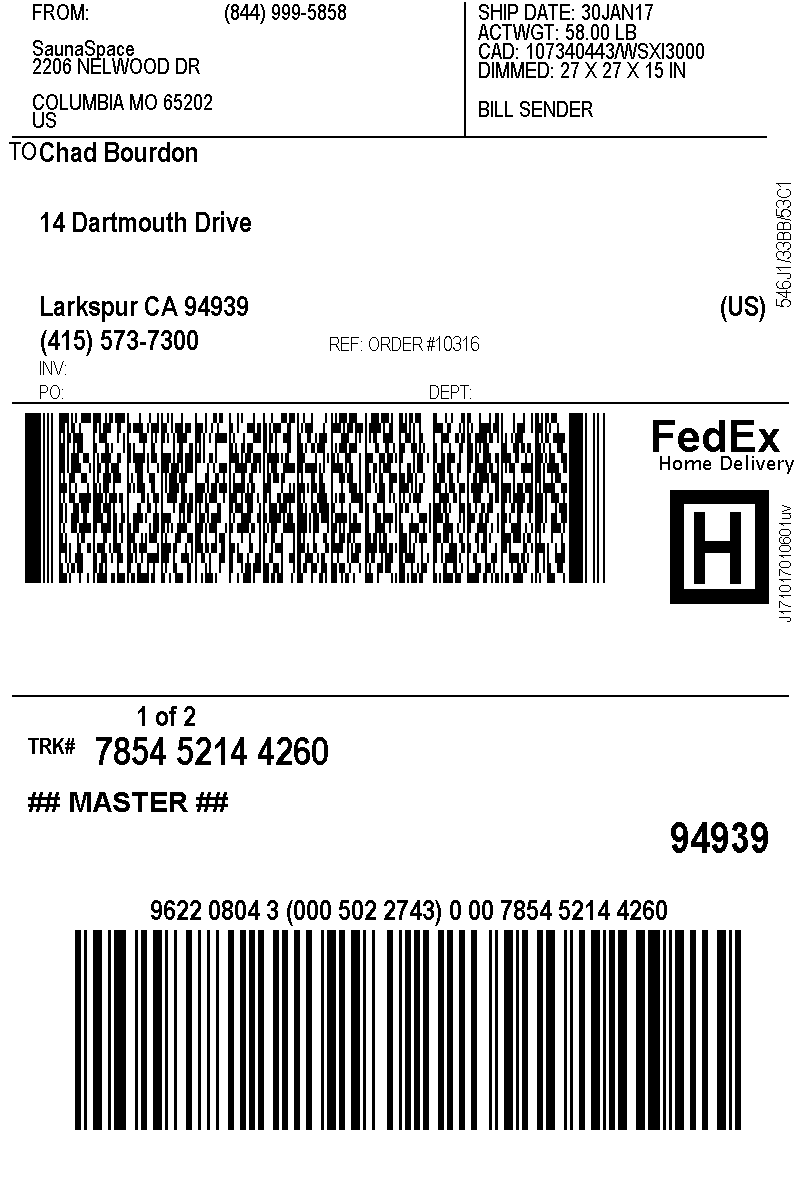 FROM: (844) 999-5858
SaunaSpace
2206 NELWOOD DR
COLUMBIA MO 65202
US
SHIP DATE: 30JAN17
ACTWGT: 58.00 LB
CAD: 107340443/WSXI3000
DIMMED: 27 X 27 X 15 IN
BILL SENDER
TO Chad Bourdon
14 Dartmouth Drive
Larkspur CA 94939 (US)
(415) 573-7300 REF: ORDER #10316
INV:
PO: DEPT:
546J1/33BB/53C1
FedEx
Home Delivery
H
J171017010601uv
1 of 2
TRK# 7854 5214 4260
## MASTER ##
94939
9622 0804 3 (000 502 2743) 0 00 7854 5214 4260